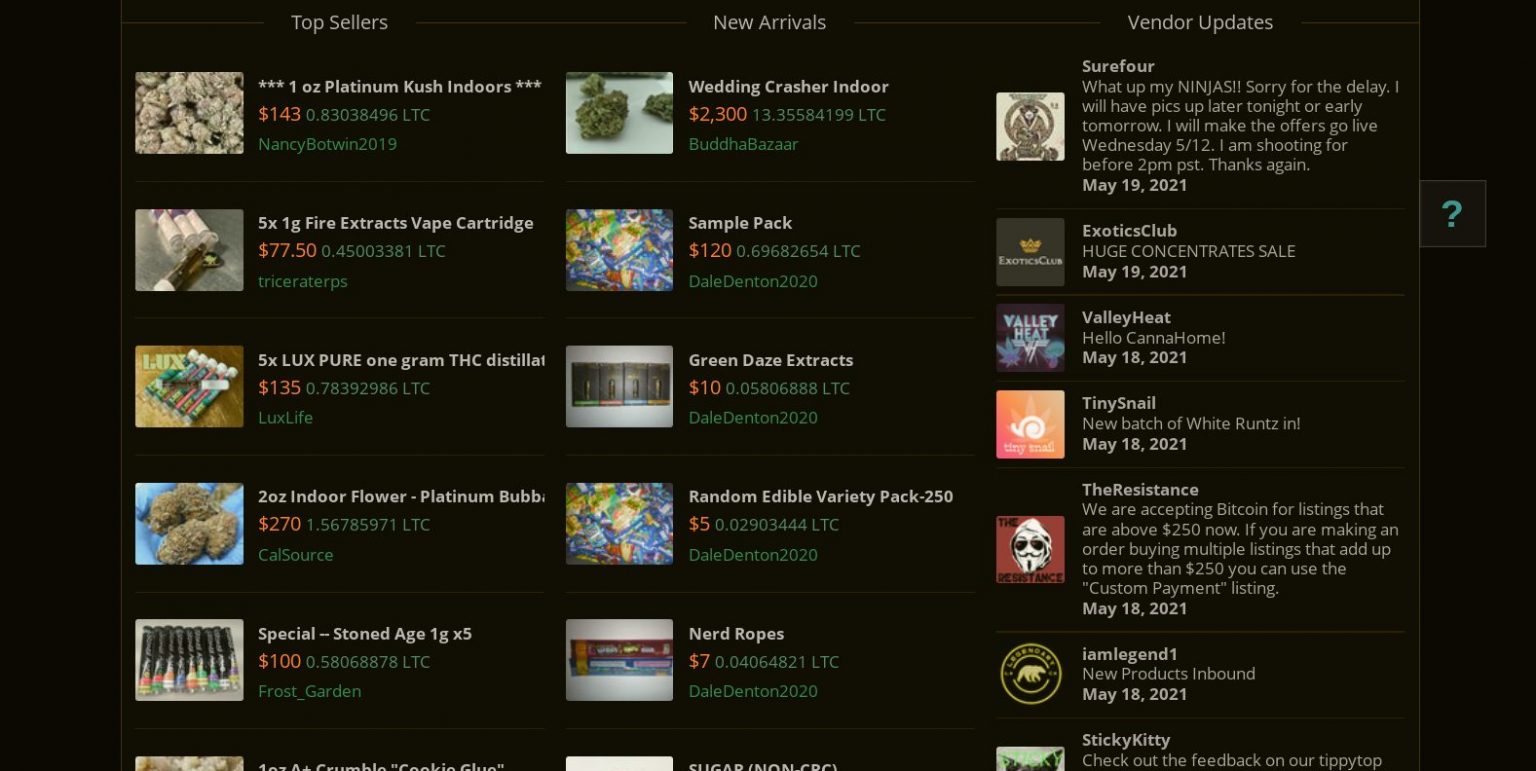 Top Sellers
*** 1 oz Platinum Kush Indoors ***
$143 0.83038496 LTC
NancyBotwin2019
5x 1g Fire Extracts Vape Cartridge
$77.50 0.45003381 LTC
triceraterps
LUX
5x LUX PURE one gram THC distillat
$135 0.78392986 LTC
LuxLife
2oz Indoor Flower - Platinum Bubba
$270 1.56785971 LTC
CalSource
Special -- Stoned Age 1g x5
$100 0.58068878 LTC
Frost_Garden
1oz A+ Crumble "Cookie Glue"
New Arrivals
Wedding Crasher Indoor
$2,300 13.35584199 LTC
BuddhaBazaar
Sample Pack
$120 0.69682654 LTC
DaleDenton2020
Green Daze Extracts
$10 0.05806888 LTC
DaleDenton2020
Random Edible Variety Pack-250
$5 0.02903444 LTC
DaleDenton2020
Nerd Ropes
$7 0.04064821 LTC
DaleDenton2020
SUGAR (NON-CRC)
Vendor Updates
Surefour
What up my NINJAS!! Sorry for the delay. I
will have pics up later tonight or early
tomorrow. I will make the offers go live
Wednesday 5/12. I am shooting for
before 2pm pst. Thanks again.
May 19, 2021
EXOTICSCLUB
ExoticsClub
HUGE CONCENTRATES SALE
May 19, 2021
VALLEY
HEAT
ValleyHeat
Hello CannaHome!
May 18, 2021
tiny snail
TinySnail
New batch of White Runtz in!
May 18, 2021
THE
RESISTANCE
TheResistance
We are accepting Bitcoin for listings that
are above $250 now. If you are making an
order buying multiple listings that add up
to more than $250 you can use the
"Custom Payment" listing.
May 18, 2021
LEGENDARY
iamlegend1
New Products Inbound
May 18, 2021
STICKY
StickyKitty
Check out the feedback on our tippytop
?